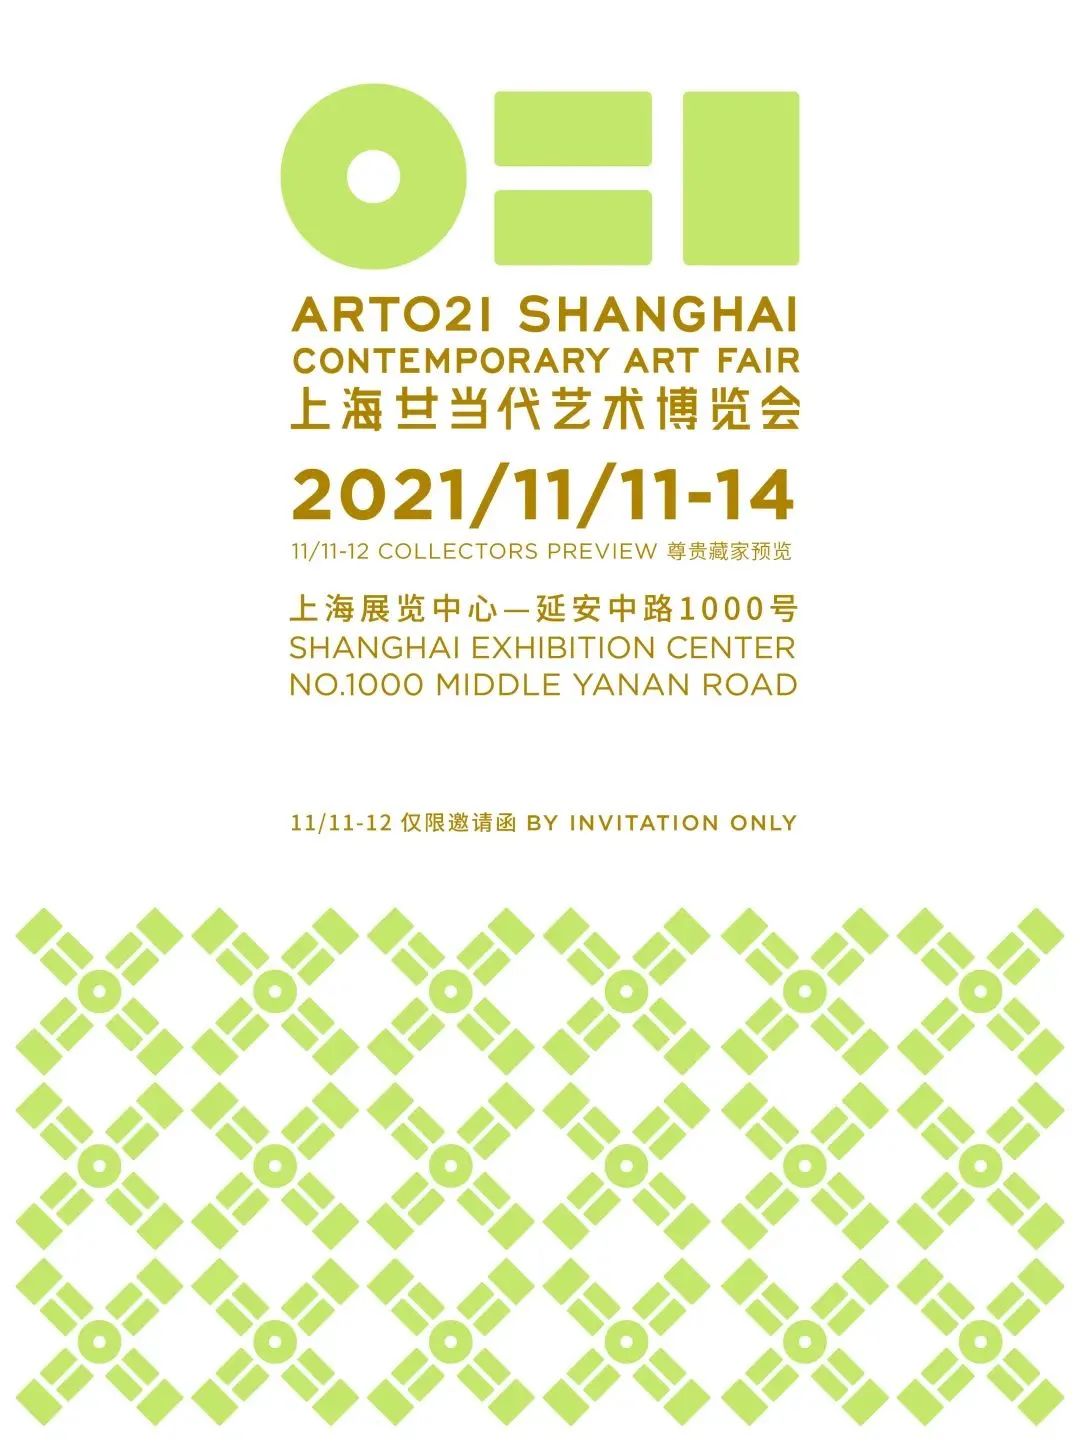 ART021 SHANGHAI
CONTEMPORARY ART FAIR
上海廿一当代艺术博览会
2021/11/11-14
11/11-12 COLLECTORS PREVIEW 尊贵藏家预览
上海展览中心—延安中路1000号
SHANGHAI EXHIBITION CENTER
NO.1000 MIDDLE YANAN ROAD
11/11-12 仅限邀请函 BY INVITATION ONLY